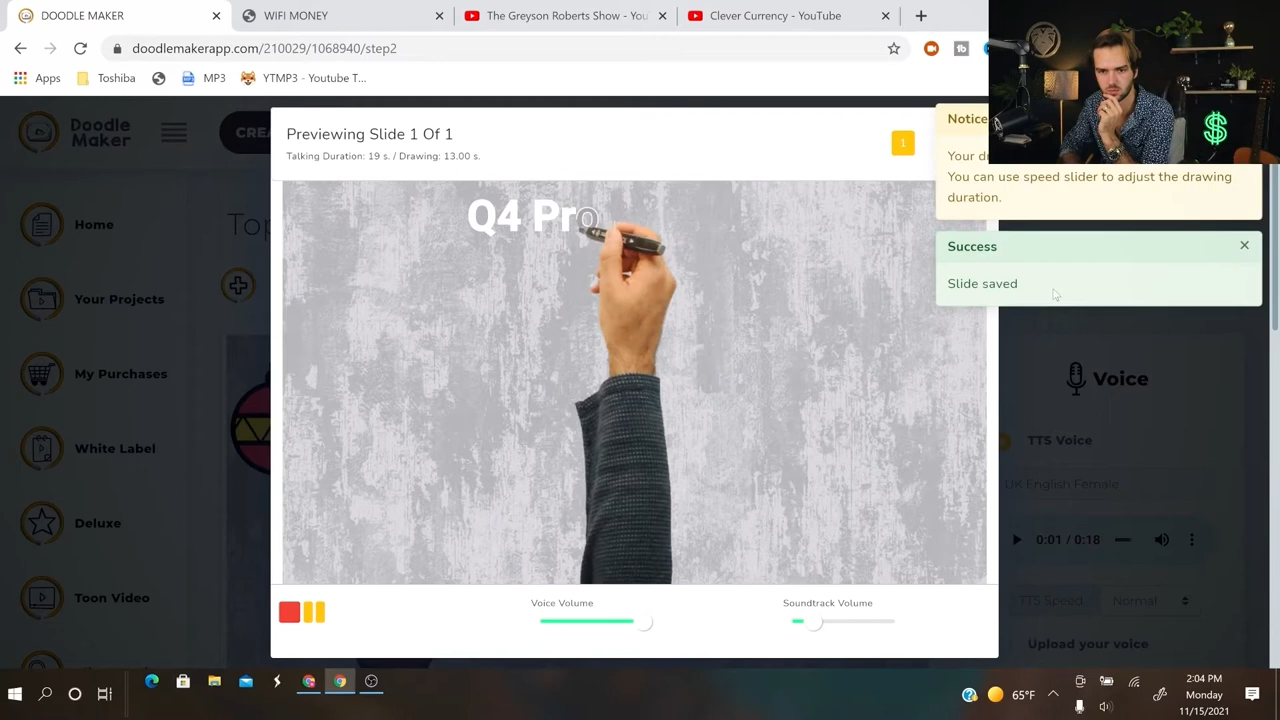 DOODLE MAKER
WIFI MONEY
The Greyson Roberts Show - You
Clever Currency - YouTube
doodlemakerapp.com/210029/1068940/step2
Apps
Toshiba
MP3
YTMP3 - Youtube T...
Doodle
Maker
Previewing Slide 1 Of 1
Talking Duration: 19 s. / Drawing: 13.00 s.
1
Notice
Your
You can use speed slider to adjust the drawing
duration.
Success
Slide saved
Q4 Pro
Home
Your Projects
My Purchases
White Label
Deluxe
Toon Video
Voice
TTS Voice
UK English Female
0:01 / 0:18
TTS Speed
Normal
Upload your voice
Voice Volume
Soundtrack Volume
65°F
2:04 PM
Monday
11/15/2021